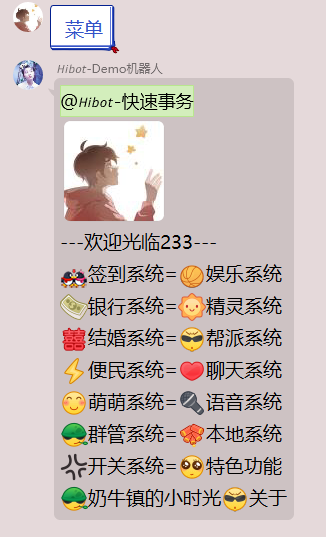 菜单
Hibot-Demo机器人
@Hibot-快速事务
---欢迎光临233---
签到系统=娱乐系统
银行系统=精灵系统
结婚系统=帮派系统
便民系统=聊天系统
萌萌系统=语音系统
群管系统=本地系统
开关系统=特色功能
奶牛镇的小时光关于